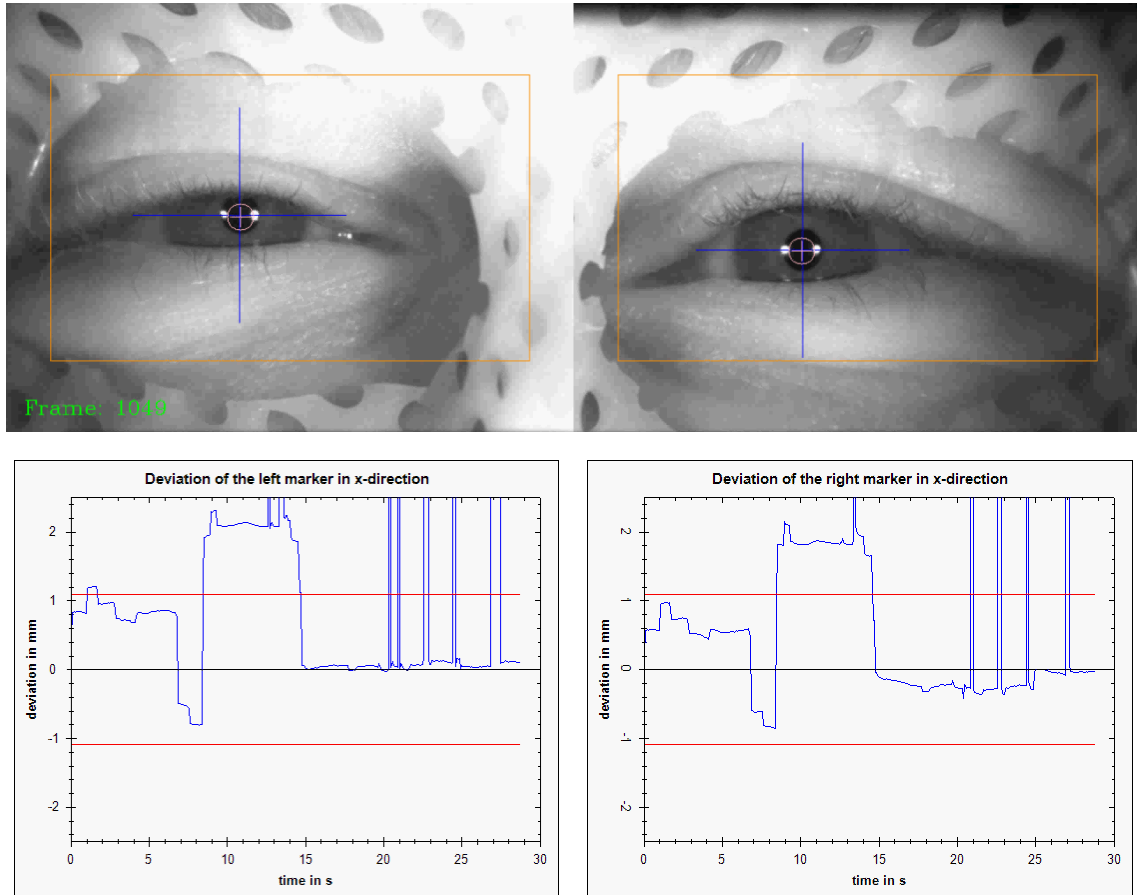 Frame: 1049
Deviation of the left marker in x-direction
deviation in mm
2
1
0
-1
-2
0 5 10 15 20 25 30
time in s
Deviation of the right marker in x-direction
deviation in mm
2
1
0
-1
-2
0 5 10 15 20 25 30
time in s